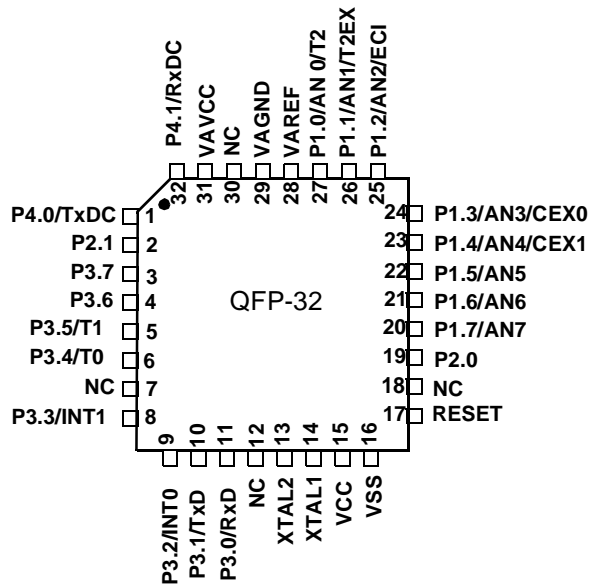 P4.1/RxDC
VAVCC
NC
VAGND
VAREF
P1.0/AN 0/T2
P1.1/AN1/T2EX
P1.2/AN2/ECI
32
31
30
29
28
27
26
25
P4.0/TxDC 1
P2.1 2
P3.7 3
P3.6 4
P3.5/T1 5
P3.4/T0 6
NC 7
P3.3/INT1 8
QFP-32
24 P1.3/AN3/CEX0
23 P1.4/AN4/CEX1
22 P1.5/AN5
21 P1.6/AN6
20 P1.7/AN7
19 P2.0
18 NC
17 RESET
9
10
11
12
13
14
15
16
P3.2/INT0
P3.1/TxD
P3.0/RxD
NC
XTAL2
XTAL1
VCC
VSS